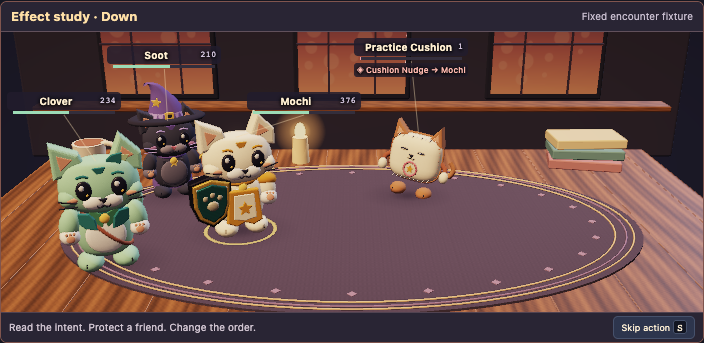 Effect study · Down
Fixed encounter fixture
Soot 210
Practice Cushion 1
Cushion Nudge → Mochi
Clover 234
Mochi 376
Read the intent. Protect a friend. Change the order.
Skip action S